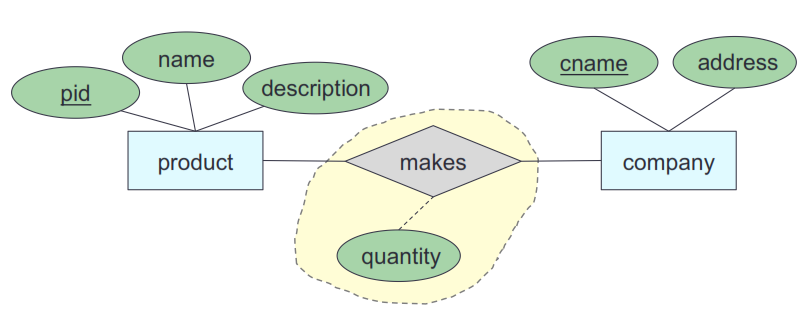 name
cname
address
pid
description
product
makes
company
quantity